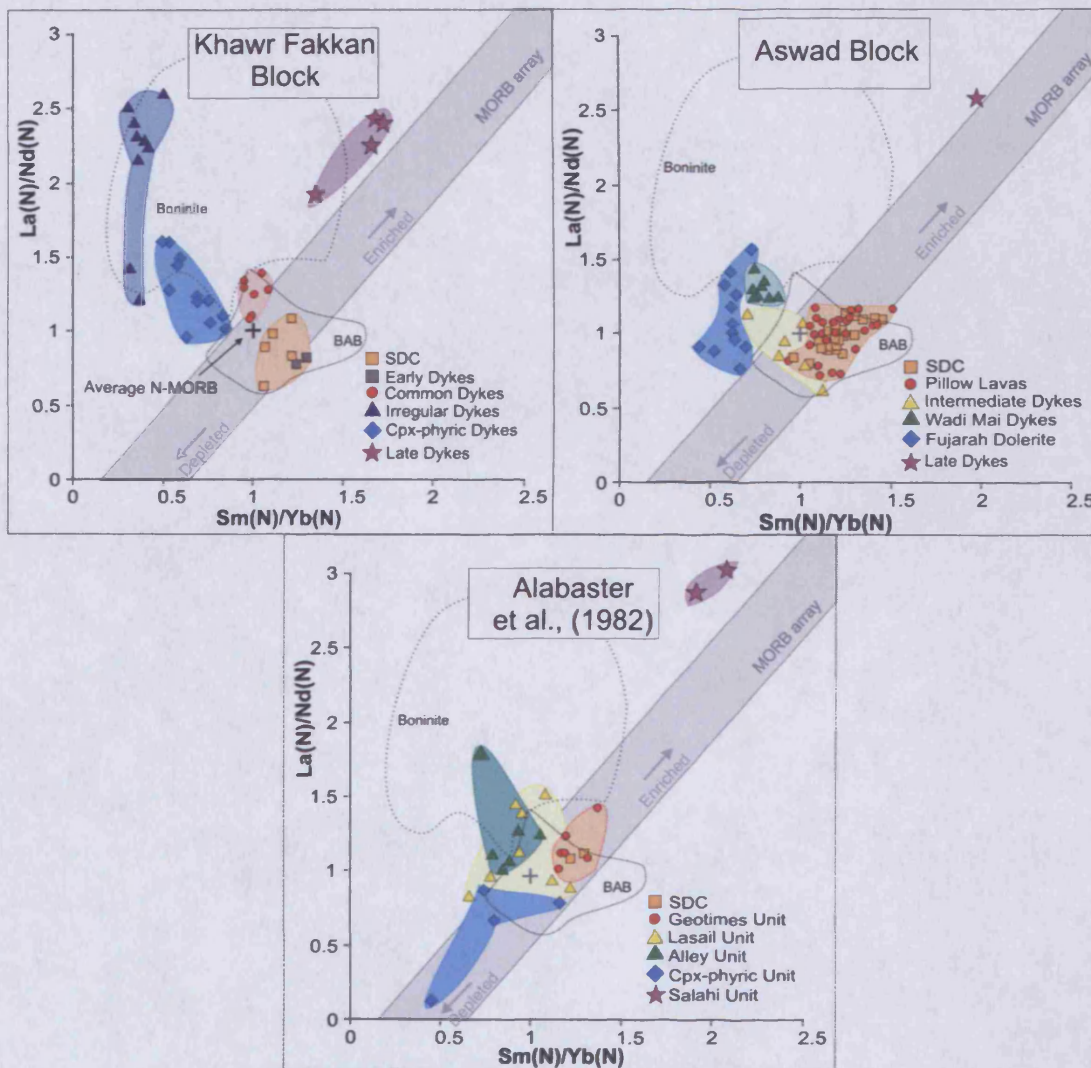 Khawr Fakkan
Block
La(N)/Nd(N)
3
2.5
2
1.5
1
0.5
0
Boninite
MORB array
Enriched
BAB
Average N-MORB
Depleted
SDC
Early Dykes
Common Dykes
Irregular Dykes
Cpx-phyric Dykes
Late Dykes
0 0.5 1 1.5 2 2.5
Sm(N)/Yb(N)
Aswad Block
La(N)/Nd(N)
3
2.5
2
1.5
1
0.5
0
Boninite
MORB array
Enriched
BAB
Depleted
SDC
Pillow Lavas
Intermediate Dykes
Wadi Mai Dykes
Fujarah Dolerite
Late Dykes
0 0.5 1 1.5 2 2.5
Sm(N)/Yb(N)
Alabaster
et al., (1982)
La(N)/Nd(N)
3
2.5
2
1.5
1
0.5
0
Boninite
MORB array
Enriched
BAB
Depleted
SDC
Geotimes Unit
Lasail Unit
Alley Unit
Cpx-phyric Unit
Salahi Unit
0 0.5 1 1.5 2 2.5
Sm(N)/Yb(N)